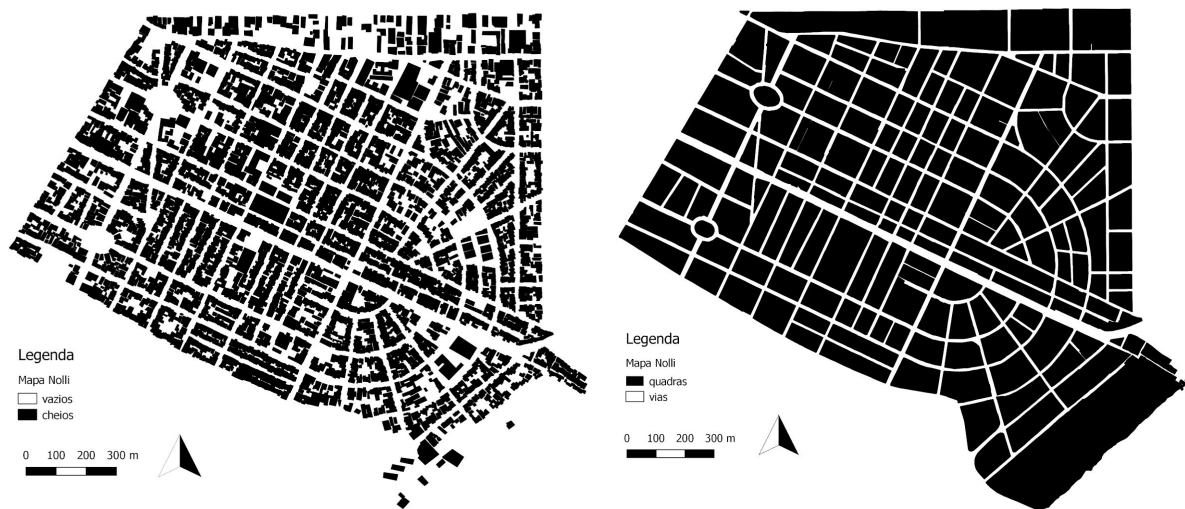 Legenda
Mapa Nolli
vazios
cheios
0 100 200 300 m
Legenda
Mapa Nolli
quadras
vias
0 100 200 300 m